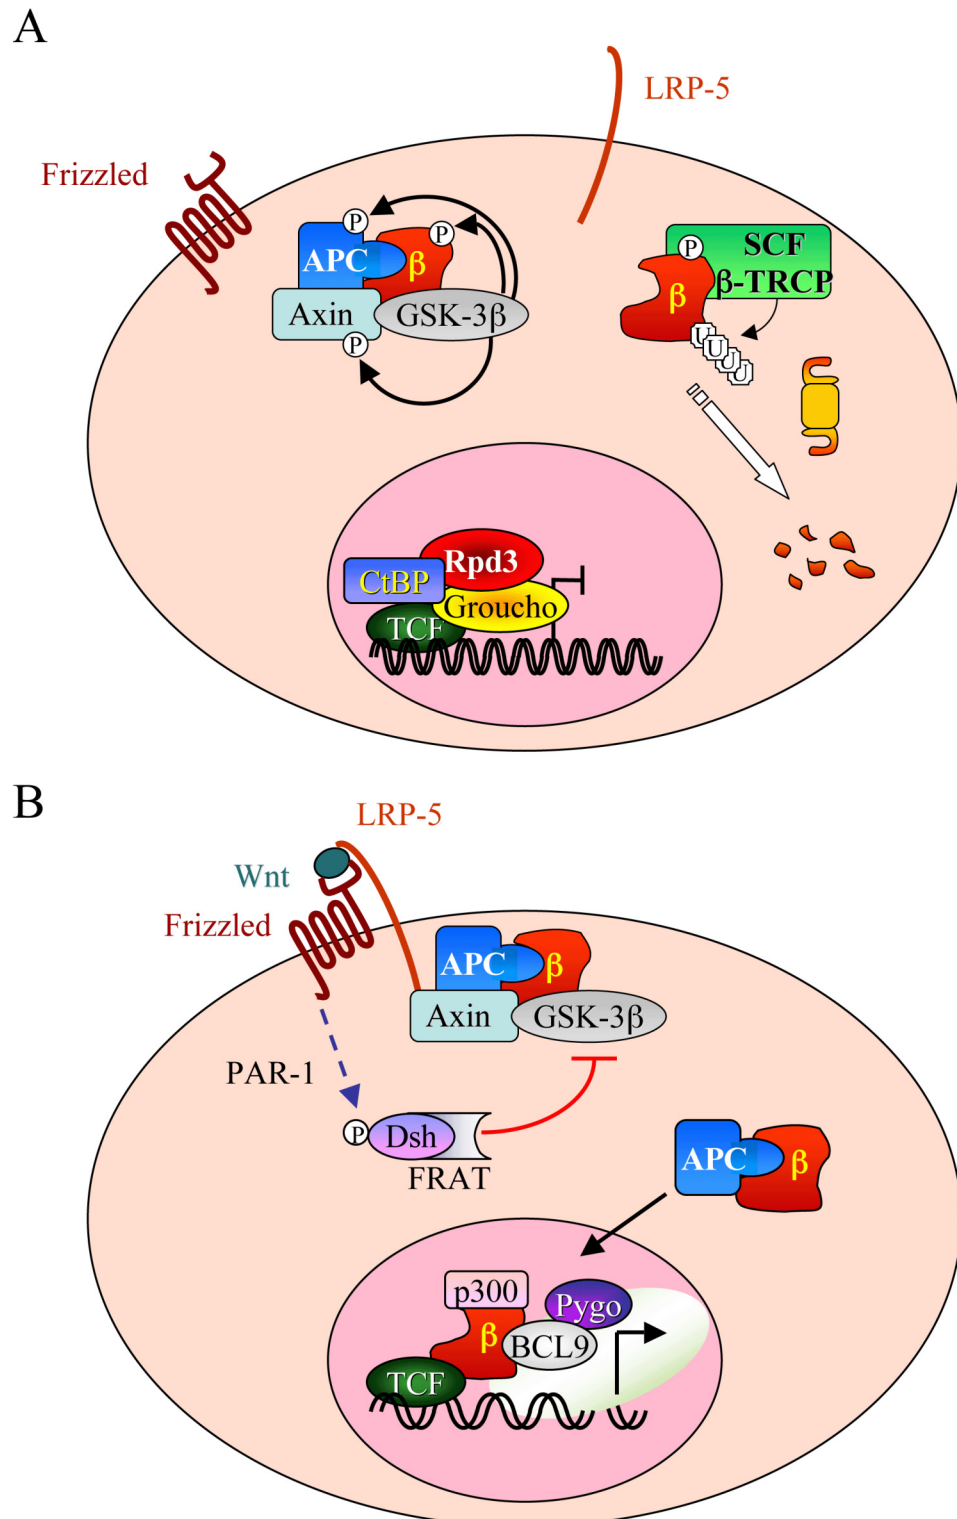 A
LRP-5
Frizzled
P
P
APC
β
Axin
GSK-3β
P
P
SCF
β-TRCP
β
U
U
U
U
Rpd3
CtBP
Groucho
TCF
B
LRP-5
Wnt
Frizzled
APC
β
Axin
GSK-3β
PAR-1
P
Dsh
FRAT
APC
β
p300
Pygo
β
BCL9
TCF